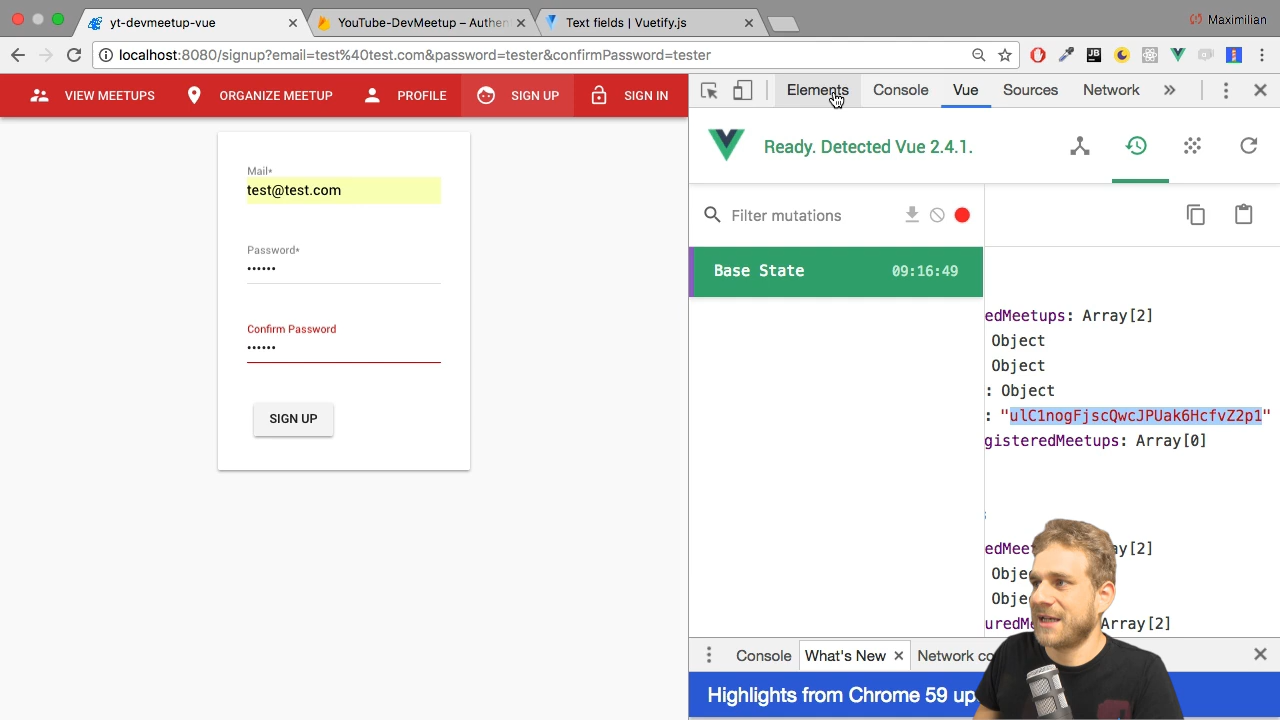 yt-devmeetup-vue
YouTube-DevMeetup – Authen
Text fields | Vuetify.js
Maximilian
localhost:8080/signup?email=test%40test.com&password=tester&confirmPassword=tester
VIEW MEETUPS
ORGANIZE MEETUP
PROFILE
SIGN UP
SIGN IN
Elements
Console
Vue
Sources
Network
»
Ready. Detected Vue 2.4.1.
Filter mutations
Base State
09:16:49
Mail*
test@test.com
Password*
••••••
Confirm Password
••••••
SIGN UP
edMeetups: Array[2]
Object
Object
: Object
: "ulC1nogFjscQwcJPUak6HcfvZ2p1"
gisteredMeetups: Array[0]
edMee ay[2]
Obje
Obje
uredMe Array[2]
Console
What's New
Network co
Highlights from Chrome 59 up